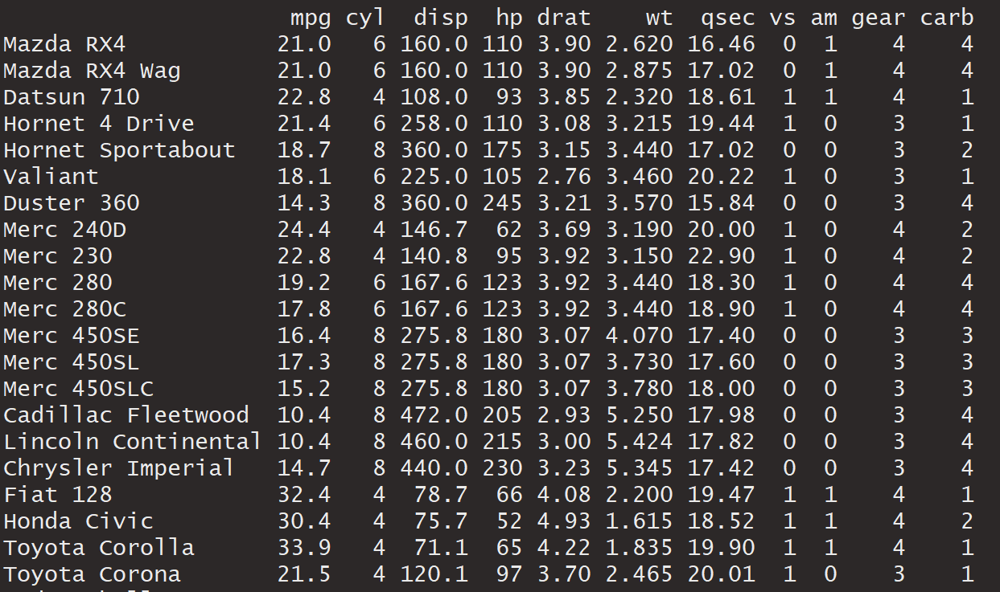 mpg cyl disp hp drat wt qsec vs am gear carb
Mazda RX4 21.0 6 160.0 110 3.90 2.620 16.46 0 1 4 4
Mazda RX4 Wag 21.0 6 160.0 110 3.90 2.875 17.02 0 1 4 4
Datsun 710 22.8 4 108.0 93 3.85 2.320 18.61 1 1 4 1
Hornet 4 Drive 21.4 6 258.0 110 3.08 3.215 19.44 1 0 3 1
Hornet Sportabout 18.7 8 360.0 175 3.15 3.440 17.02 0 0 3 2
Valiant 18.1 6 225.0 105 2.76 3.460 20.22 1 0 3 1
Duster 360 14.3 8 360.0 245 3.21 3.570 15.84 0 0 3 4
Merc 240D 24.4 4 146.7 62 3.69 3.190 20.00 1 0 4 2
Merc 230 22.8 4 140.8 95 3.92 3.150 22.90 1 0 4 2
Merc 280 19.2 6 167.6 123 3.92 3.440 18.30 1 0 4 4
Merc 280C 17.8 6 167.6 123 3.92 3.440 18.90 1 0 4 4
Merc 450SE 16.4 8 275.8 180 3.07 4.070 17.40 0 0 3 3
Merc 450SL 17.3 8 275.8 180 3.07 3.730 17.60 0 0 3 3
Merc 450SLC 15.2 8 275.8 180 3.07 3.780 18.00 0 0 3 3
Cadillac Fleetwood 10.4 8 472.0 205 2.93 5.250 17.98 0 0 3 4
Lincoln Continental 10.4 8 460.0 215 3.00 5.424 17.82 0 0 3 4
Chrysler Imperial 14.7 8 440.0 230 3.23 5.345 17.42 0 0 3 4
Fiat 128 32.4 4 78.7 66 4.08 2.200 19.47 1 1 4 1
Honda Civic 30.4 4 75.7 52 4.93 1.615 18.52 1 1 4 2
Toyota Corolla 33.9 4 71.1 65 4.22 1.835 19.90 1 1 4 1
Toyota Corona 21.5 4 120.1 97 3.70 2.465 20.01 1 0 3 1